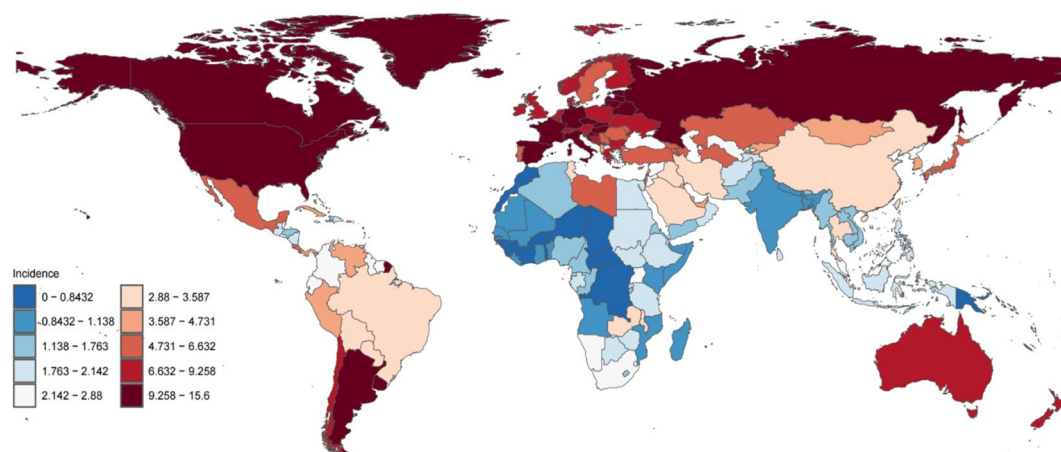 Incidence
0 – 0.8432
0.8432 – 1.138
1.138 – 1.763
1.763 – 2.142
2.142 – 2.88
2.88 – 3.587
3.587 – 4.731
4.731 – 6.632
6.632 – 9.258
9.258 – 15.6